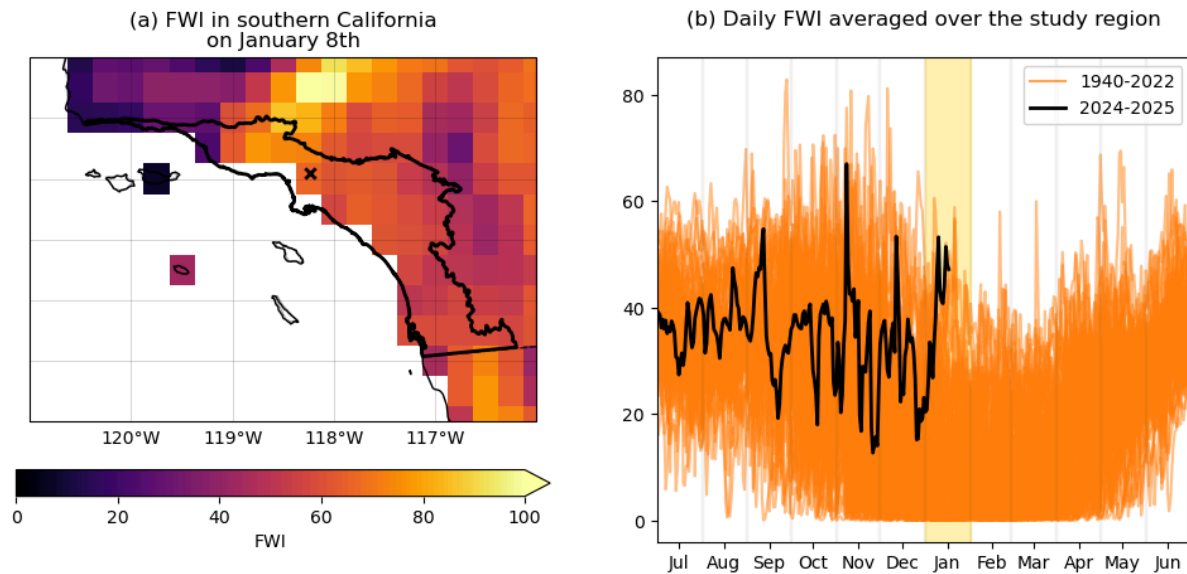 (a) FWI in southern California
on January 8th
120°W 119°W 118°W 117°W
0 20 40 60 80 100
FWI
(b) Daily FWI averaged over the study region
1940-2022
2024-2025
80
60
40
20
0
Jul Aug Sep Oct Nov Dec Jan Feb Mar Apr May Jun